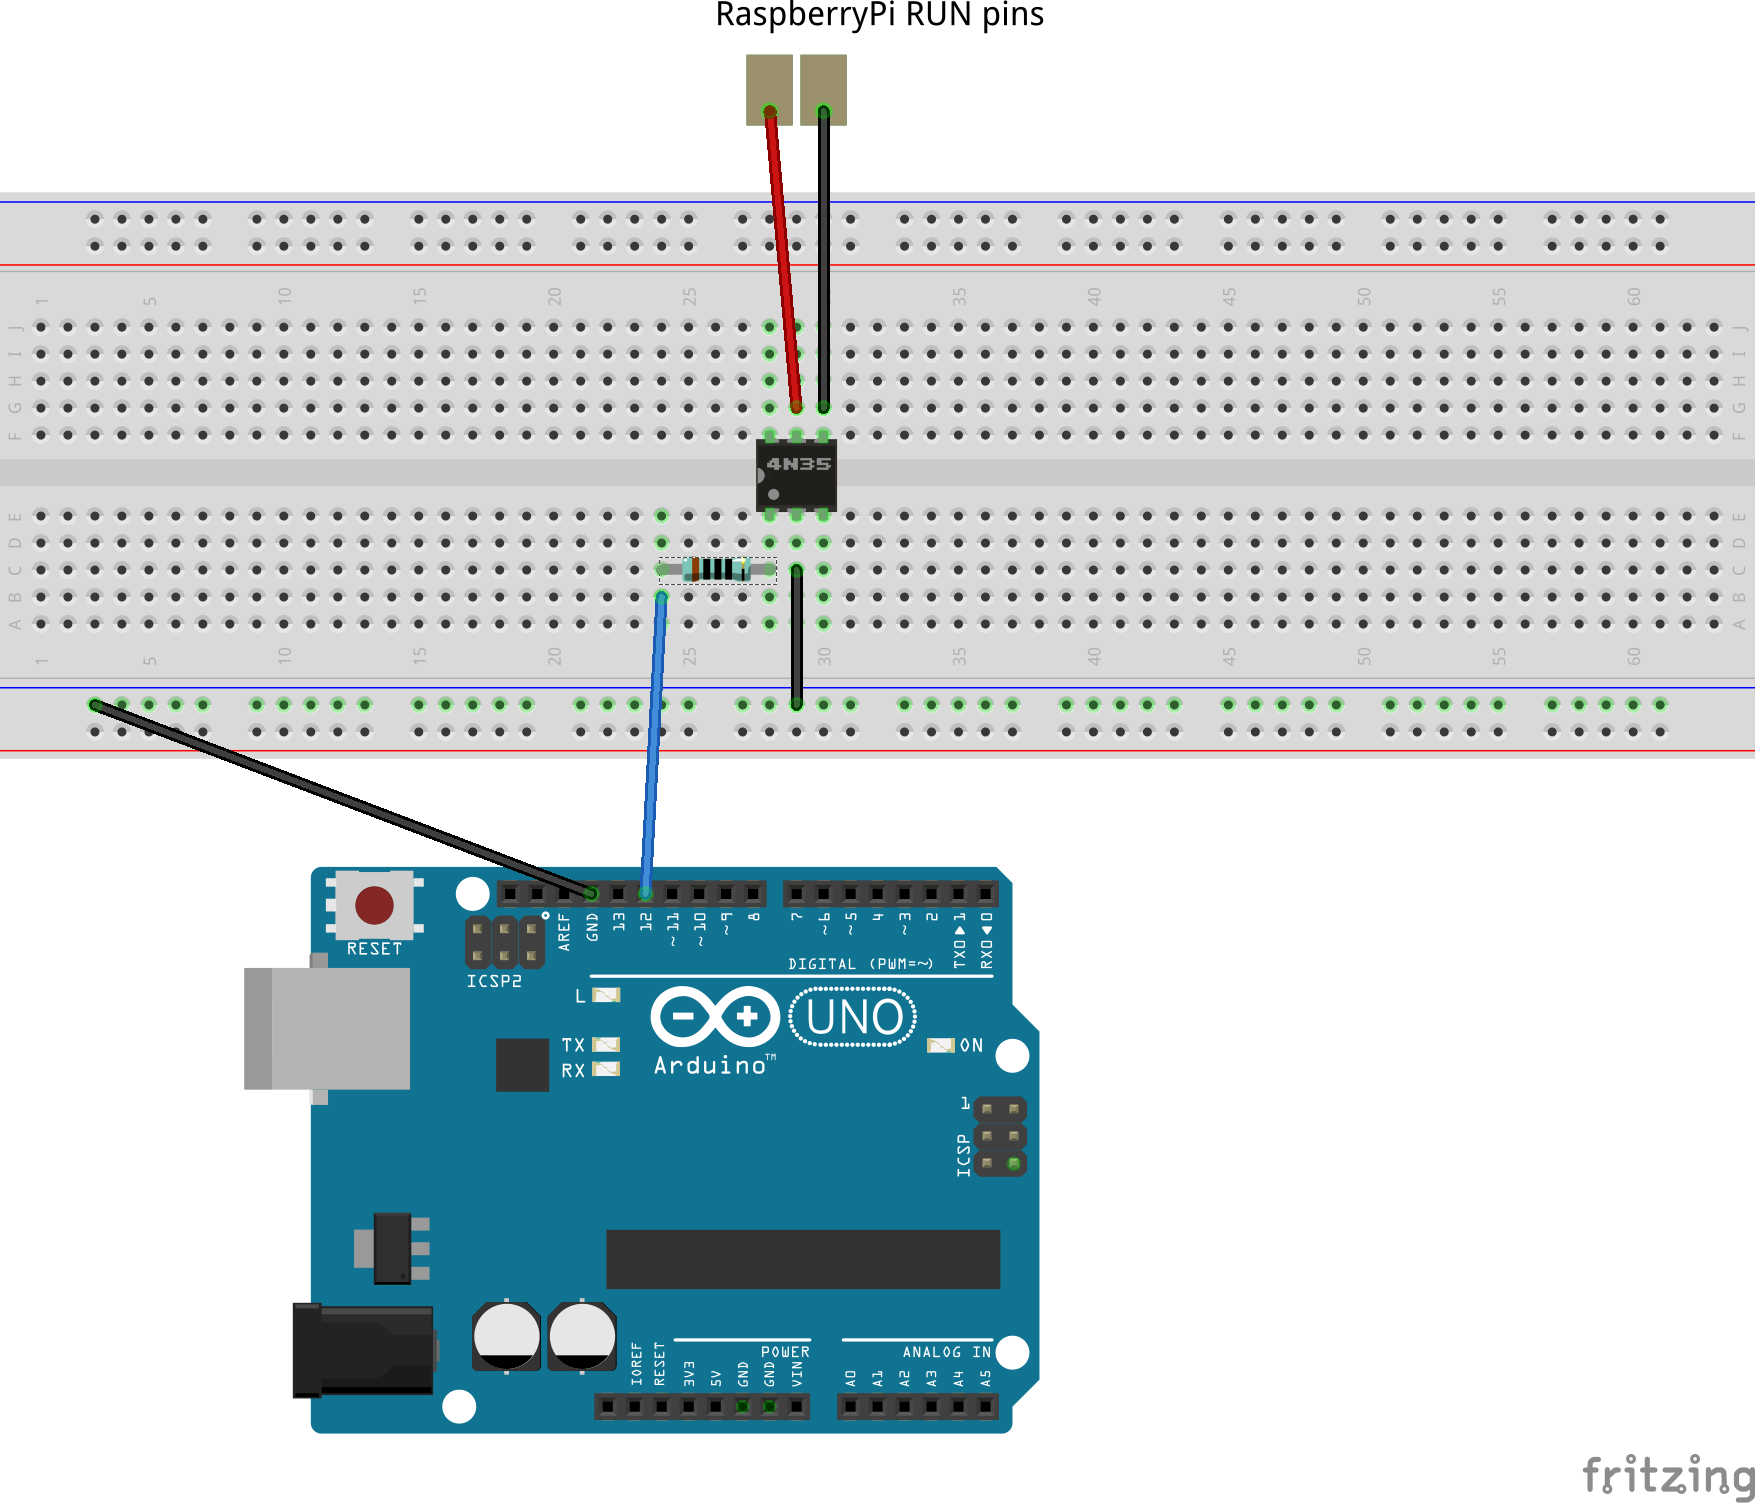 RaspberryPi RUN pins
1 5 10 15 20 25 35 40 45 50 55 60
J J
I I
H H
G G
F F
4N35
E E
D D
C C
B B
A A
1 5 10 15 20 25 30 35 40 45 50 55 60
RESET
ICSP2
AREF GND 13 12 ~11 ~10 ~9 8 7 ~6 ~5 4 ~3 2 TX0▶1 RX0◀0
DIGITAL (PWM=~)
L
TX
RX
UNO
Arduino™
ON
1
ICSP
POWER
ANALOG IN
IOREF RESET 3V3 5V GND GND VIN A0 A1 A2 A3 A4 A5
fritzing